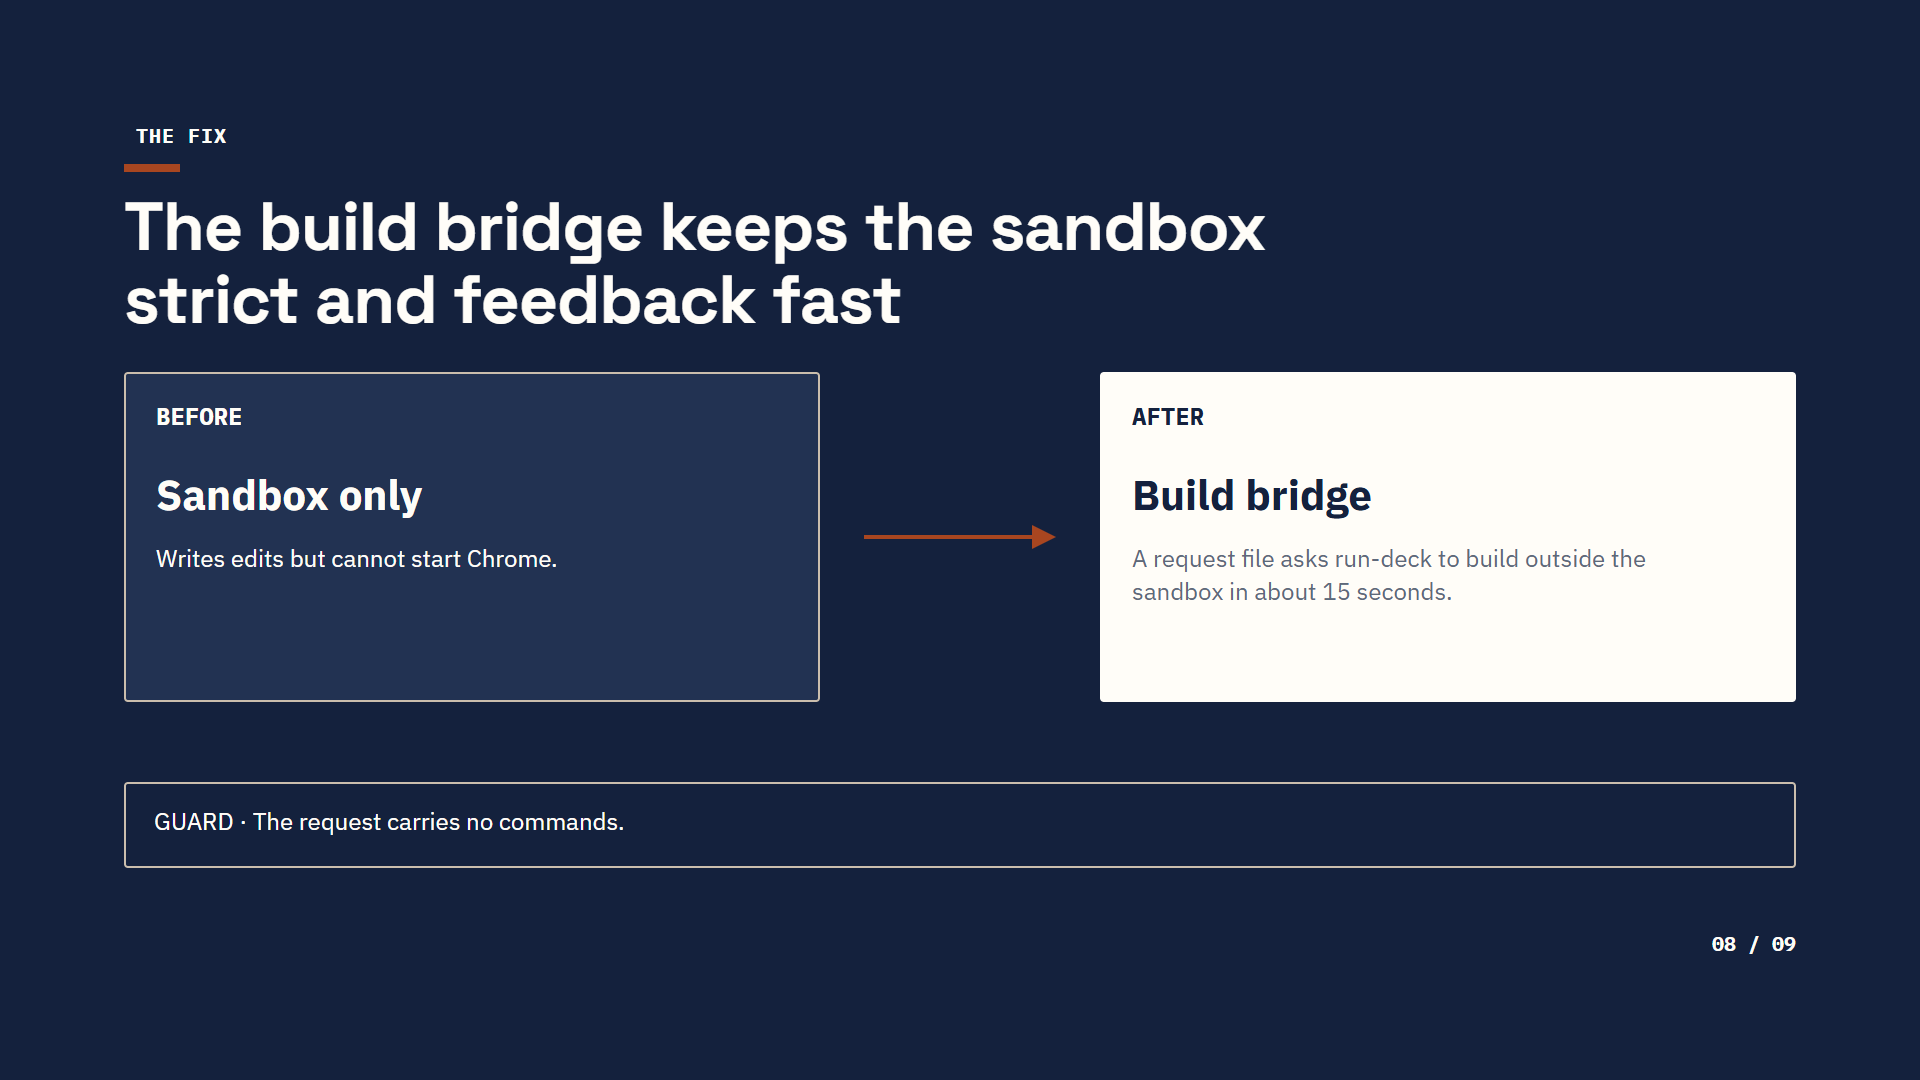 THE FIX
The build bridge keeps the sandbox
strict and feedback fast
BEFORE
Sandbox only
Writes edits but cannot start Chrome.
AFTER
Build bridge
A request file asks run-deck to build outside the
sandbox in about 15 seconds.
GUARD · The request carries no commands.
08 / 09